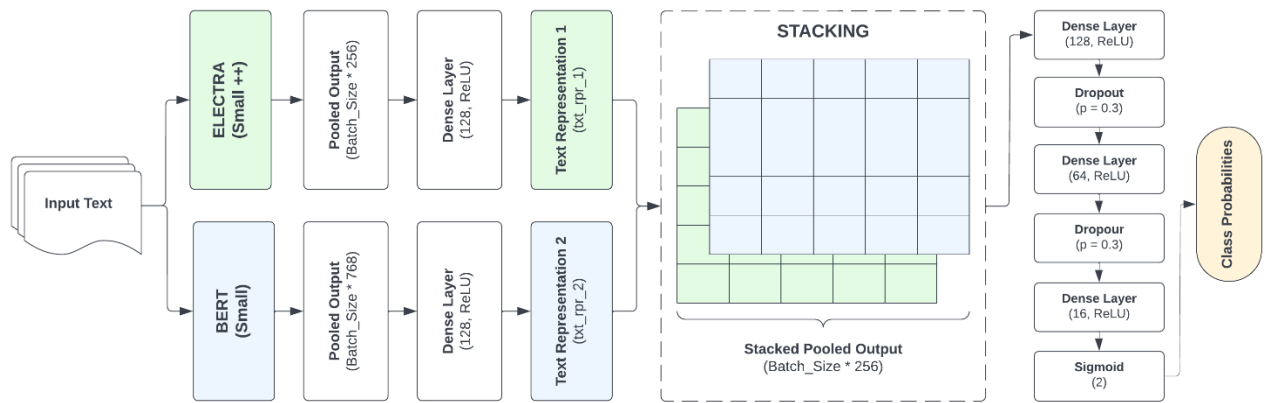 Input Text
ELECTRA
(Small ++)
Pooled Output
(Batch_Size * 256)
Dense Layer
(128, ReLU)
Text Representation 1
(txt_rpr_1)
BERT
(Small)
Pooled Output
(Batch_Size * 768)
Dense Layer
(128, ReLU)
Text Representation 2
(txt_rpr_2)
STACKING
Stacked Pooled Output
(Batch_Size * 256)
Dense Layer
(128, ReLU)
Dropout
(p = 0.3)
Dense Layer
(64, ReLU)
Dropour
(p = 0.3)
Dense Layer
(16, ReLU)
Sigmoid
(2)
Class Probabilities